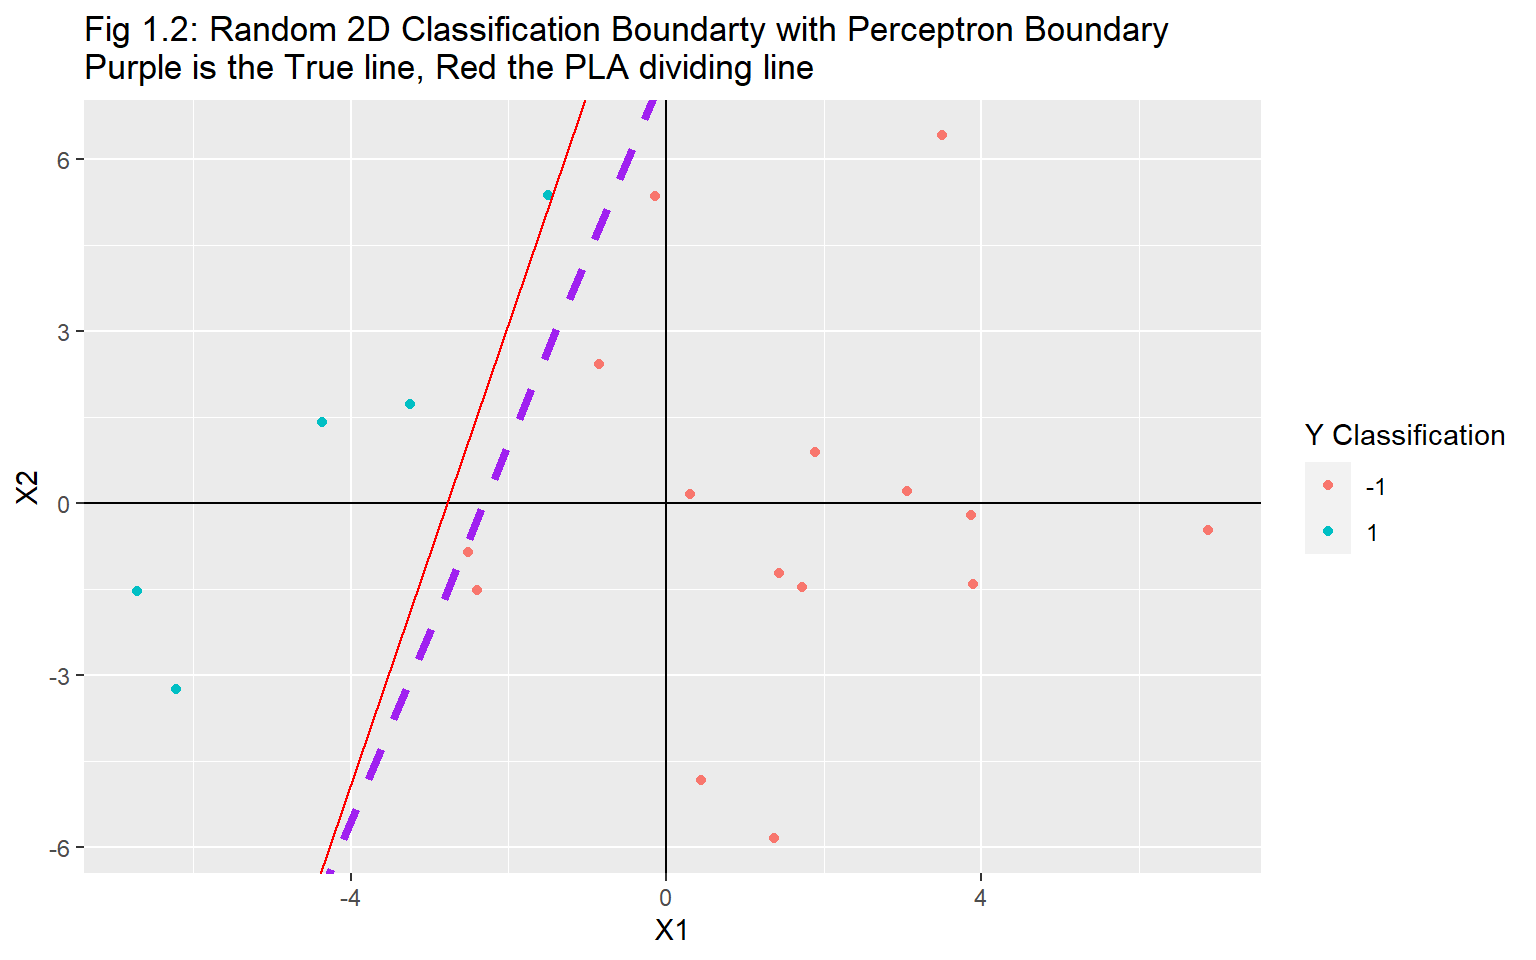 Fig 1.2: Random 2D Classification Boundarty with Perceptron Boundary
Purple is the True line, Red the PLA dividing line
6
3
0
-3
-6
X2
-4
0
4
X1
Y Classification
-1
1